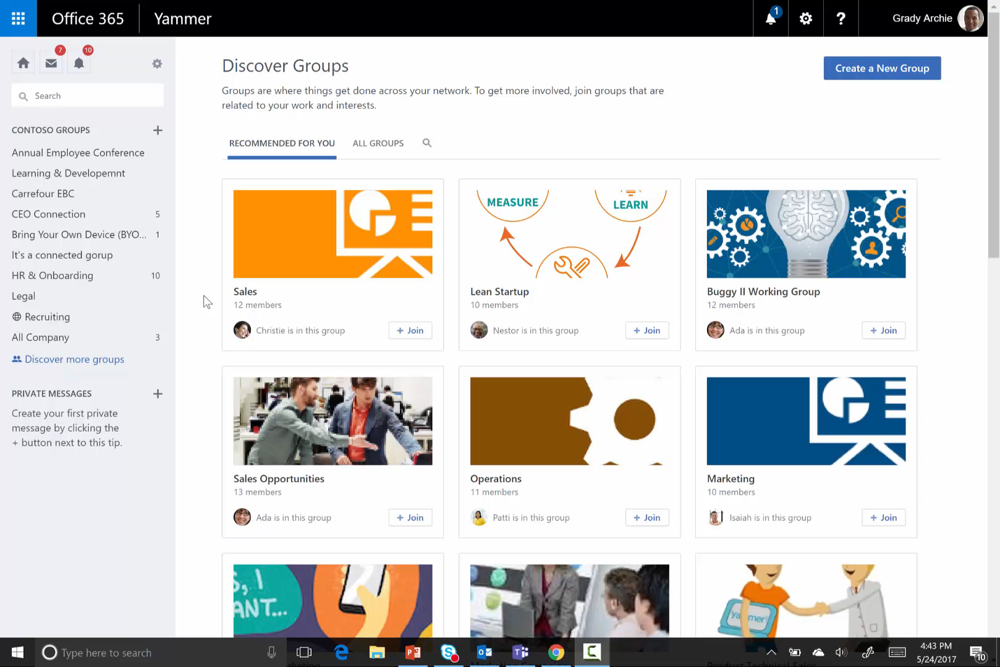 Office 365
Yammer
1
Grady Archie
7
10
Search
CONTOSO GROUPS
Annual Employee Conference
Learning & Developemnt
Carrefour EBC
CEO Connection 5
Bring Your Own Device (BYO... 1
It's a connected gorup
HR & Onboarding 10
Legal
Recruiting
All Company 3
Discover more groups
PRIVATE MESSAGES
Create your first private
message by clicking the
+ button next to this tip.
Discover Groups
Create a New Group
Groups are where things get done across your network. To get more involved, join groups that are
related to your work and interests.
RECOMMENDED FOR YOU
ALL GROUPS
MEASURE
LEARN
Sales
12 members
Christie is in this group
+ Join
Lean Startup
10 members
Nestor is in this group
+ Join
Buggy II Working Group
12 members
Ada is in this group
+ Join
Sales Opportunities
13 members
Ada is in this group
+ Join
Operations
11 members
Patti is in this group
+ Join
Marketing
10 members
Isaiah is in this group
+ Join
S, I
ANT...
yammer
Type here to search
4:43 PM
5/24/2017
10